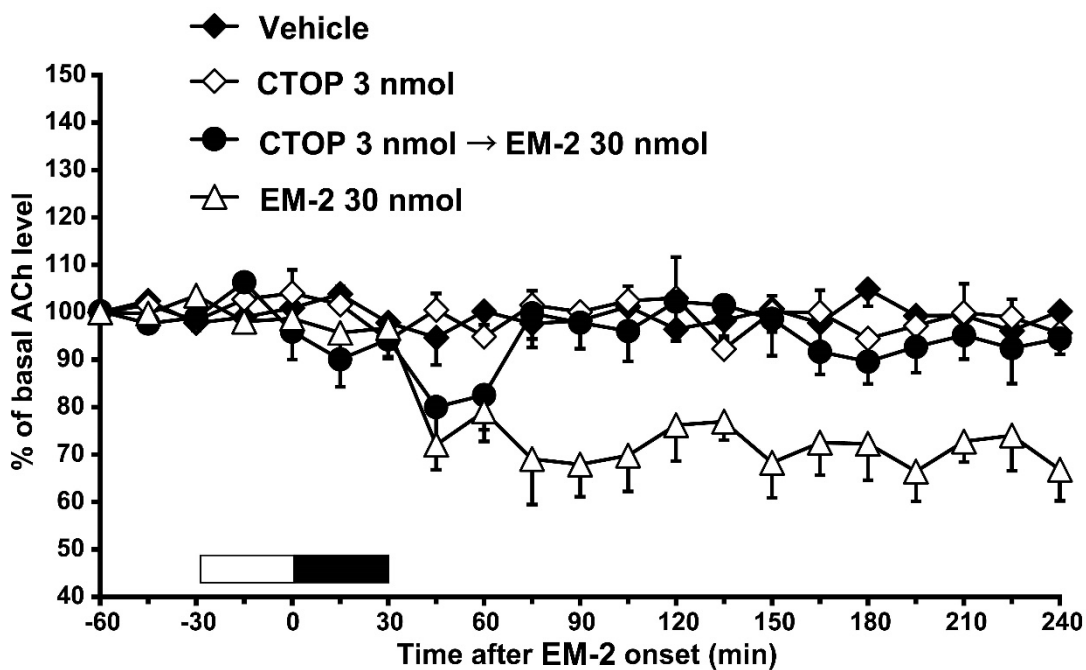 Vehicle
CTOP 3 nmol
CTOP 3 nmol → EM-2 30 nmol
EM-2 30 nmol
% of basal ACh level
150
140
130
120
110
100
90
80
70
60
50
40
-60 -30 0 30 60 90 120 150 180 210 240
Time after EM-2 onset (min)